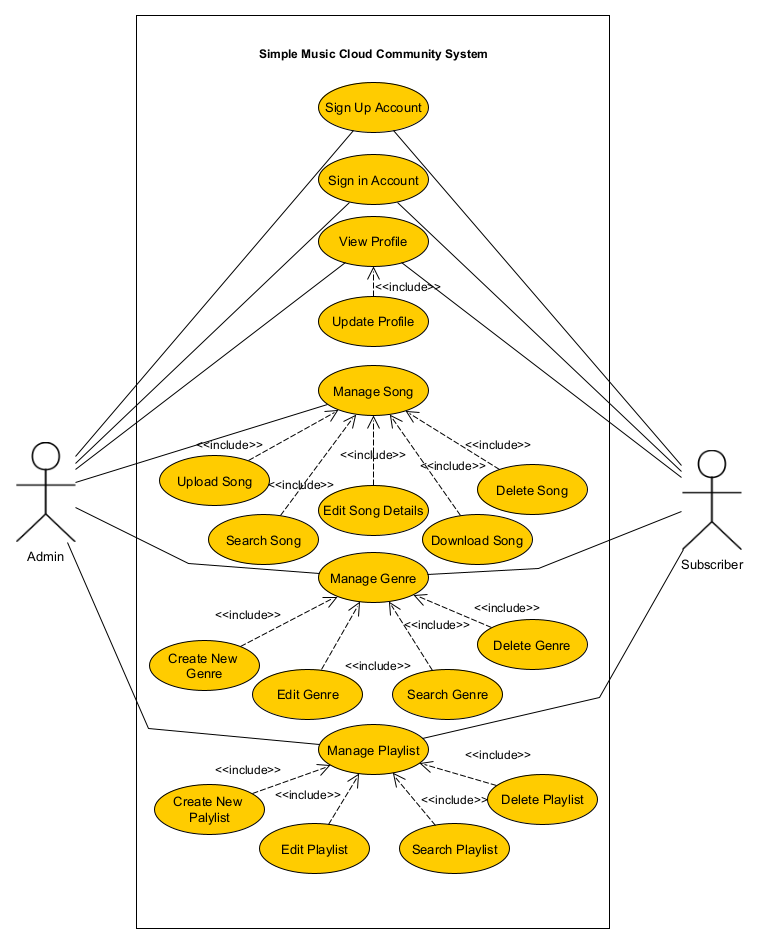 Simple Music Cloud Community System
Sign Up Account
Sign in Account
View Profile
<<include>>
Update Profile
Manage Song
<<include>>
<<include>>
<<include>>
<<include>>
<<include>>
Upload Song
Search Song
Edit Song Details
Download Song
Delete Song
Admin
Subscriber
Manage Genre
<<include>>
<<include>>
<<include>>
<<include>>
Create New
Genre
Edit Genre
Search Genre
Delete Genre
Manage Playlist
<<include>>
<<include>>
<<include>>
<<include>>
Create New
Palylist
Edit Playlist
Search Playlist
Delete Playlist